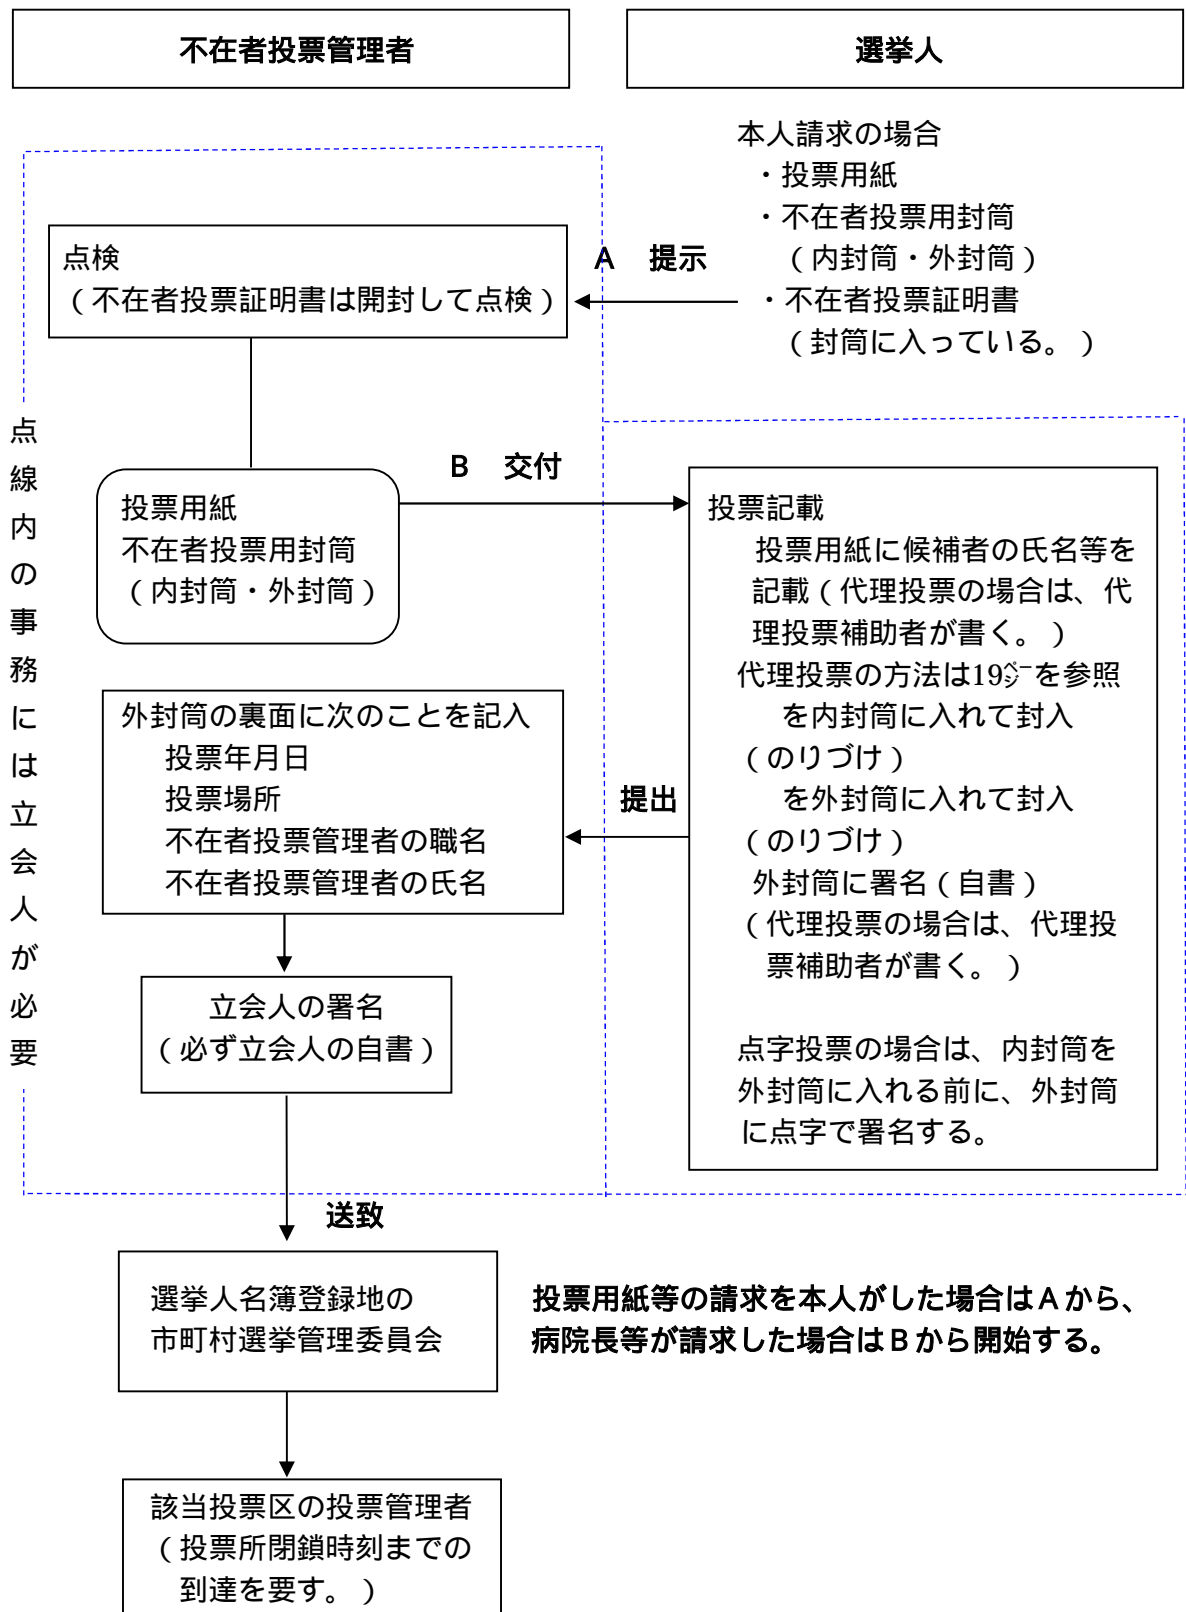 不在者投票管理者
選挙人
本人請求の場合
・投票用紙
・不在者投票用封筒
(内封筒・外封筒)
・不在者投票証明書
(封筒に入っている。)
A 提示
点検
(不在者投票証明書は開封して点検)
点線内の事務には立会人が必要
B 交付
投票用紙
不在者投票用封筒
(内封筒・外封筒)
投票記載
投票用紙に候補者の氏名等を
記載(代理投票の場合は、代
理投票補助者が書く。)
代理投票の方法は19ページを参照
を内封筒に入れて封入
(のりづけ)
を外封筒に入れて封入
(のりづけ)
外封筒に署名(自書)
(代理投票の場合は、代理投
票補助者が書く。)
点字投票の場合は、内封筒を
外封筒に入れる前に、外封筒
に点字で署名する。
提出
外封筒の裏面に次のことを記入
投票年月日
投票場所
不在者投票管理者の職名
不在者投票管理者の氏名
立会人の署名
(必ず立会人の自書)
送致
選挙人名簿登録地の
市町村選挙管理委員会
投票用紙等の請求を本人がした場合はAから、
病院長等が請求した場合はBから開始する。
該当投票区の投票管理者
(投票所閉鎖時刻までの
到達を要す。)